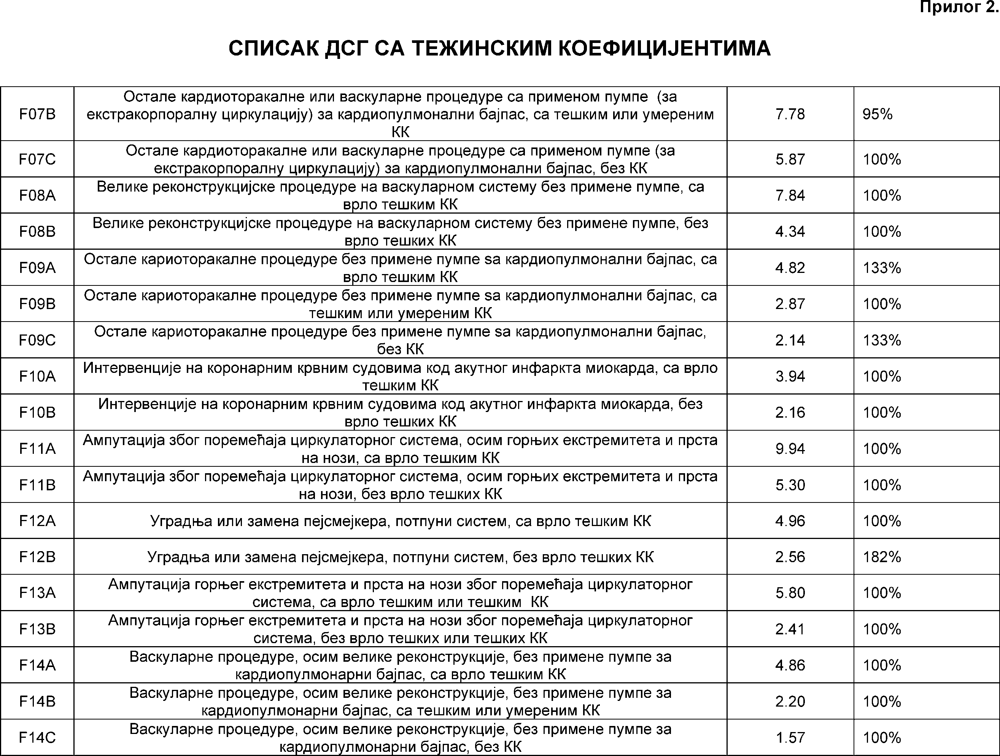 Прилог 2.
СПИСАК ДСГ СА ТЕЖИНСКИМ КОЕФИЦИЈЕНТИМА
F07B
Остале кардиоторакалне или васкуларне процедуре са применом пумпе (за
екстракорпоралну циркулацију) за кардиопулмонални бајпас, са тешким или умереним
КК
7.78
95%
F07C
Остале кардиоторакалне или васкуларне процедуре са применом пумпе (за
екстракорпоралну циркулацију) за кардиопулмонални бајпас, без КК
5.87
100%
F08A
Велике реконструкцијске процедуре на васкуларном систему без примене пумпе, са
врло тешким КК
7.84
100%
F08B
Велике реконструкцијске процедуре на васкуларном систему без примене пумпе, без
врло тешких КК
4.34
100%
F09A
Остале кариоторакалне процедуре без примене пумпе sа кардиопулмонални бајпас, са
врло тешким КК
4.82
133%
F09B
Остале кариоторакалне процедуре без примене пумпе sа кардиопулмонални бајпас, са
тешким или умереним КК
2.87
100%
F09C
Остале кариоторакалне процедуре без примене пумпе sа кардиопулмонални бајпас,
без КК
2.14
133%
F10A
Интервенције на коронарним крвним судовима код акутног инфаркта миокарда, са врло
тешким КК
3.94
100%
F10B
Интервенције на коронарним крвним судовима код акутног инфаркта миокарда, без
врло тешких КК
2.16
100%
F11A
Ампутација због поремећаја циркулаторног система, осим горњих екстремитета и прста
на нози, са врло тешким КК
9.94
100%
F11B
Ампутација због поремећаја циркулаторног система, осим горњих екстремитета и прста
на нози, без врло тешких КК
5.30
100%
F12A
Уградња или замена пејсмејкера, потпуни систем, са врло тешким КК
4.96
100%
F12B
Уградња или замена пејсмејкера, потпуни систем, без врло тешких КК
2.56
182%
F13A
Ампутација горњег екстремитета и прста на нози због поремећаја циркулаторног
система, са врло тешким или тешким КК
5.80
100%
F13B
Ампутација горњег екстремитета и прста на нози због поремећаја циркулаторног
система, без врло тешких или тешких КК
2.41
100%
F14A
Васкуларне процедуре, осим велике реконструкције, без примене пумпе за
кардиопулмонарни бајпас, са врло тешким КК
4.86
100%
F14B
Васкуларне процедуре, осим велике реконструкције, без примене пумпе за
кардиопулмонарни бајпас, са тешким или умереним КК
2.20
100%
F14C
Васкуларне процедуре, осим велике реконструкције, без примене пумпе за
кардиопулмонарни бајпас, без КК
1.57
100%